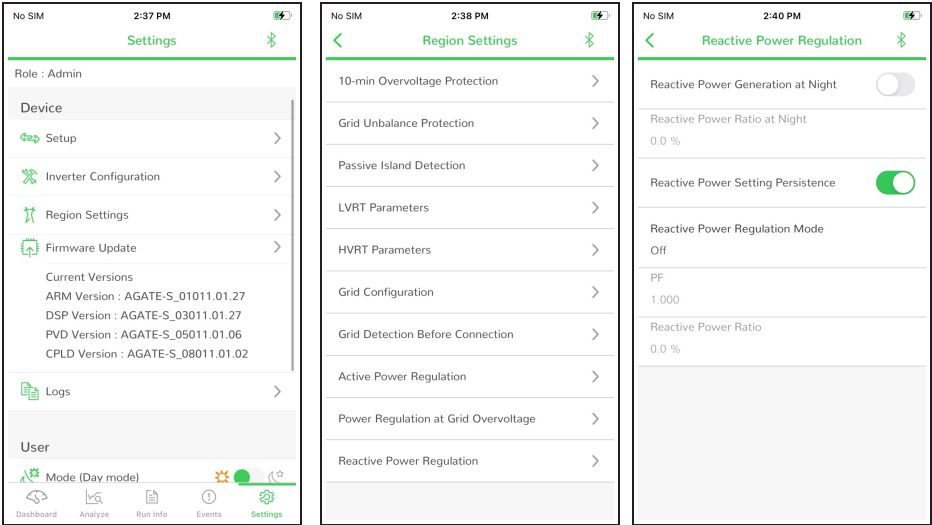 No SIM
2:37 PM
Settings
Role : Admin
Device
Setup
Inverter Configuration
Region Settings
Firmware Update
Current Versions
ARM Version : AGATE-S_01011.01.27
DSP Version : AGATE-S_03011.01.27
PVD Version : AGATE-S_05011.01.06
CPLD Version : AGATE-S_08011.01.02
Logs
User
Mode (Day mode)
Dashboard
Analyze
Run Info
Events
Settings
No SIM
2:38 PM
Region Settings
10-min Overvoltage Protection
Grid Unbalance Protection
Passive Island Detection
LVRT Parameters
HVRT Parameters
Grid Configuration
Grid Detection Before Connection
Active Power Regulation
Power Regulation at Grid Overvoltage
Reactive Power Regulation
No SIM
2:40 PM
Reactive Power Regulation
Reactive Power Generation at Night
Reactive Power Ratio at Night
0.0 %
Reactive Power Setting Persistence
Reactive Power Regulation Mode
Off
PF
1.000
Reactive Power Ratio
0.0 %